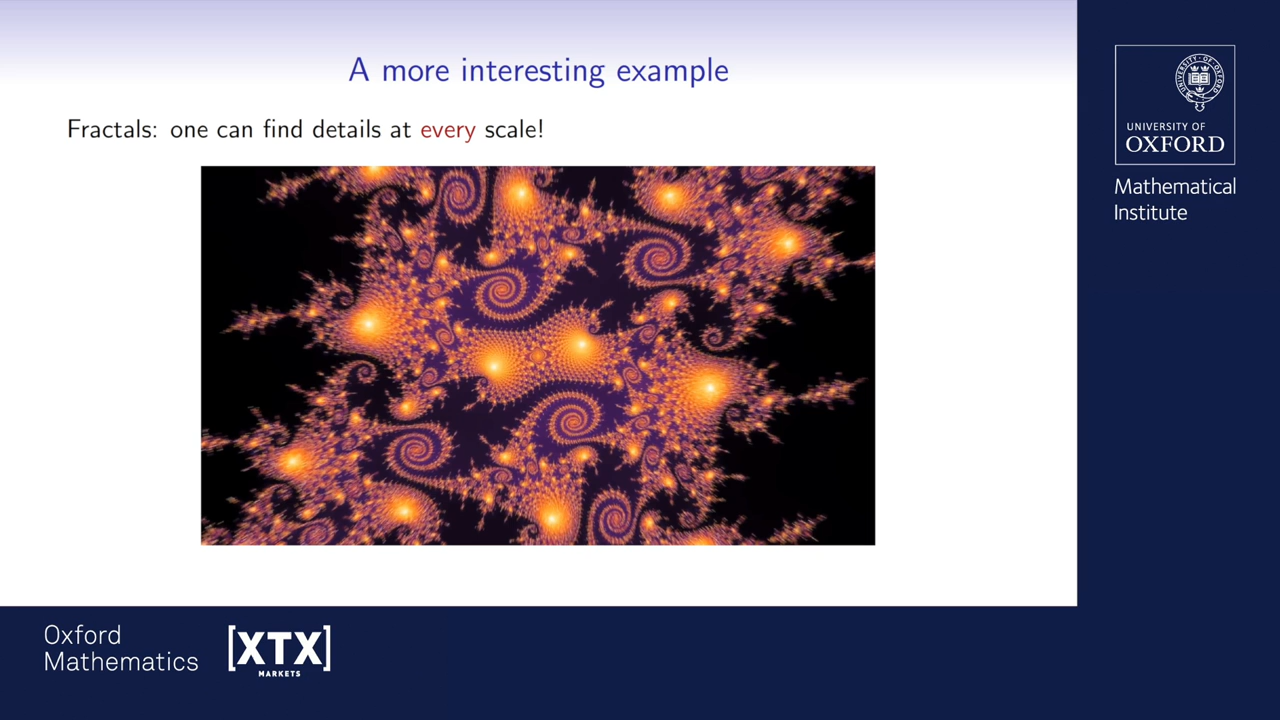 A more interesting example
Fractals: one can find details at every scale!
UNIVERSITY OF
OXFORD
Mathematical
Institute
Oxford
Mathematics
[XTX]
MARKETS